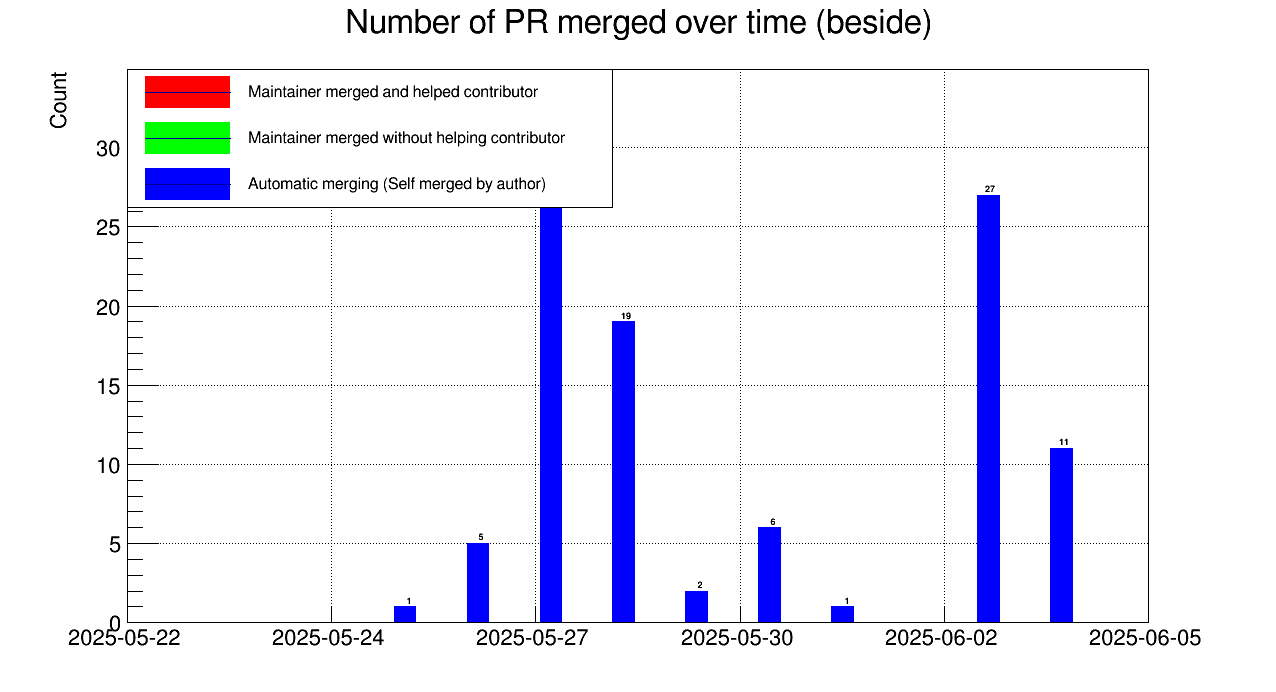 Number of PR merged over time (beside)
Count
Maintainer merged and helped contributor
Maintainer merged without helping contributor
Automatic merging (Self merged by author)
30
25
20
15
10
5
0
27
19
11
6
5
2
1
1
2025-05-22 2025-05-24 2025-05-27 2025-05-30 2025-06-02 2025-06-05